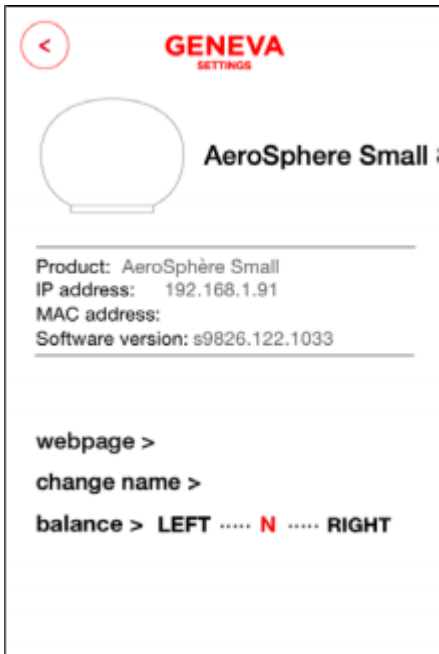 <
GENEVA
SETTINGS
AeroSphere Small
Product: AeroSphère Small
IP address: 192.168.1.91
MAC address:
Software version: s9826.122.1033
webpage >
change name >
balance > LEFT ····· N ····· RIGHT